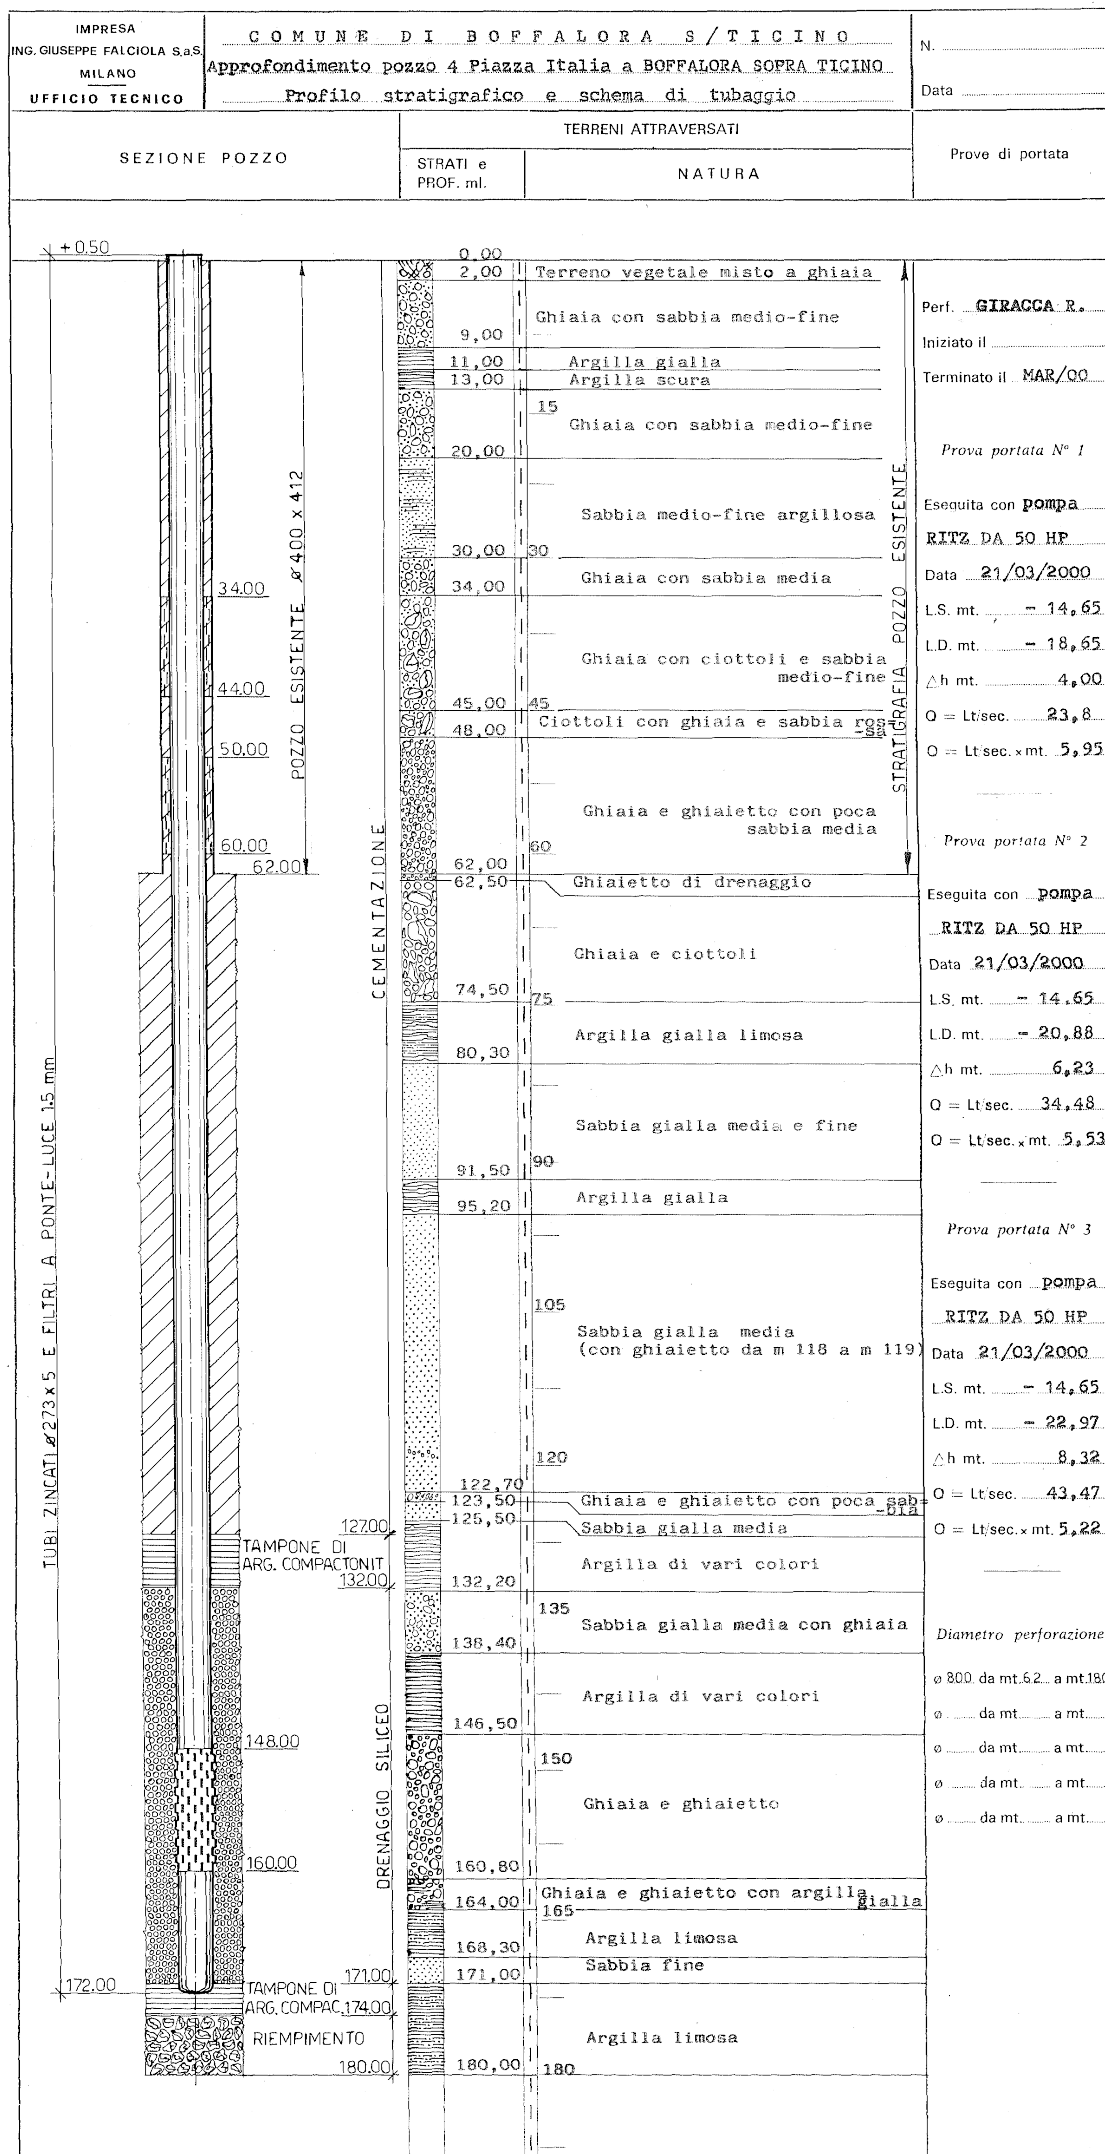 IMPRESA
ING. GIUSEPPE FALCIOLA S.a.S.
MILANO
UFFICIO TECNICO
COMUNE DI BOFFALORA S/TICINO
Approfondimento pozzo 4 Piazza Italia a BOFFALORA SOPRA TICINO
Profilo stratigrafico e schema di tubaggio
N.
Data
SEZIONE POZZO
TERRENI ATTRAVERSATI
STRATI e
PROF. ml.
NATURA
Prove di portata
+0.50
34.00
44.00
50.00
60.00
62.00
127.00
TAMPONE DI
ARG. COMPACTONIT
132.00
148.00
160.00
171.00
172.00
TAMPONE DI
ARG. COMPAC.174.00
RIEMPIMENTO
180.00
TUBI ZINCATI ø273x5 E FILTRI A PONTE-LUCE 1.5 mm
POZZO ESISTENTE ø400 x 412
CEMENTAZIONE
DRENAGGIO SILICEO
0,00
2,00 Terreno vegetale misto a ghiaia
Ghiaia con sabbia medio-fine
9,00
11,00 Argilla gialla
13,00 Argilla scura
15
Ghiaia con sabbia medio-fine
20,00
Sabbia medio-fine argillosa
30,00 30
Ghiaia con sabbia media
34,00
Ghiaia con ciottoli e sabbia
medio-fine
45,00 45
Ciottoli con ghiaia e sabbia ros-
48,00 -sa
Ghiaia e ghiaietto con poca
sabbia media
60
62,00
62,50 Ghiaietto di drenaggio
Ghiaia e ciottoli
74,50 75
Argilla gialla limosa
80,30
Sabbia gialla media e fine
91,50 90
Argilla gialla
95,20
105
Sabbia gialla media
(con ghiaietto da m 118 a m 119)
120
122,70
123,50 Ghiaia e ghiaietto con poca sab-
-bia
125,50 Sabbia gialla media
Argilla di vari colori
132,20
135
Sabbia gialla media con ghiaia
138,40
Argilla di vari colori
146,50
150
Ghiaia e ghiaietto
160,80
Ghiaia e ghiaietto con argilla
164,00 gialla
165
Argilla limosa
168,30
Sabbia fine
171,00
Argilla limosa
180,00 180
STRATIGRAFIA POZZO ESISTENTE
Perf. GIRACCA R.
Iniziato il
Terminato il MAR/00
Prova portata N° 1
Eseguita con pompa
RITZ DA 50 HP
Data 21/03/2000
L.S. mt. - 14,65
L.D. mt. - 18,65
△h mt. 4,00
Q = Lt/sec. 23,8
Q = Lt/sec. x mt. 5,95
Prova portata N° 2
Eseguita con pompa
RITZ DA 50 HP
Data 21/03/2000
L.S. mt. - 14,65
L.D. mt. - 20,88
△h mt. 6,23
Q = Lt/sec. 34,48
Q = Lt/sec. x mt. 5,53
Prova portata N° 3
Eseguita con pompa
RITZ DA 50 HP
Data 21/03/2000
L.S. mt. - 14,65
L.D. mt. - 22,97
△h mt. 8,32
Q = Lt/sec. 43,47
Q = Lt/sec. x mt. 5,22
Diametro perforazione
ø 800 da mt. 62 a mt. 180
ø da mt. a mt.
ø da mt. a mt.
ø da mt. a mt.
ø da mt. a mt.